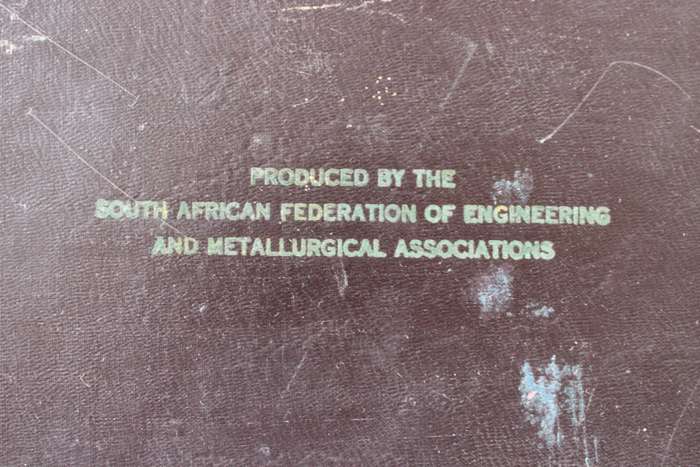 PRODUCED BY THE
SOUTH AFRICAN FEDERATION OF ENGINEERING
AND METALLURGICAL ASSOCIATIONS